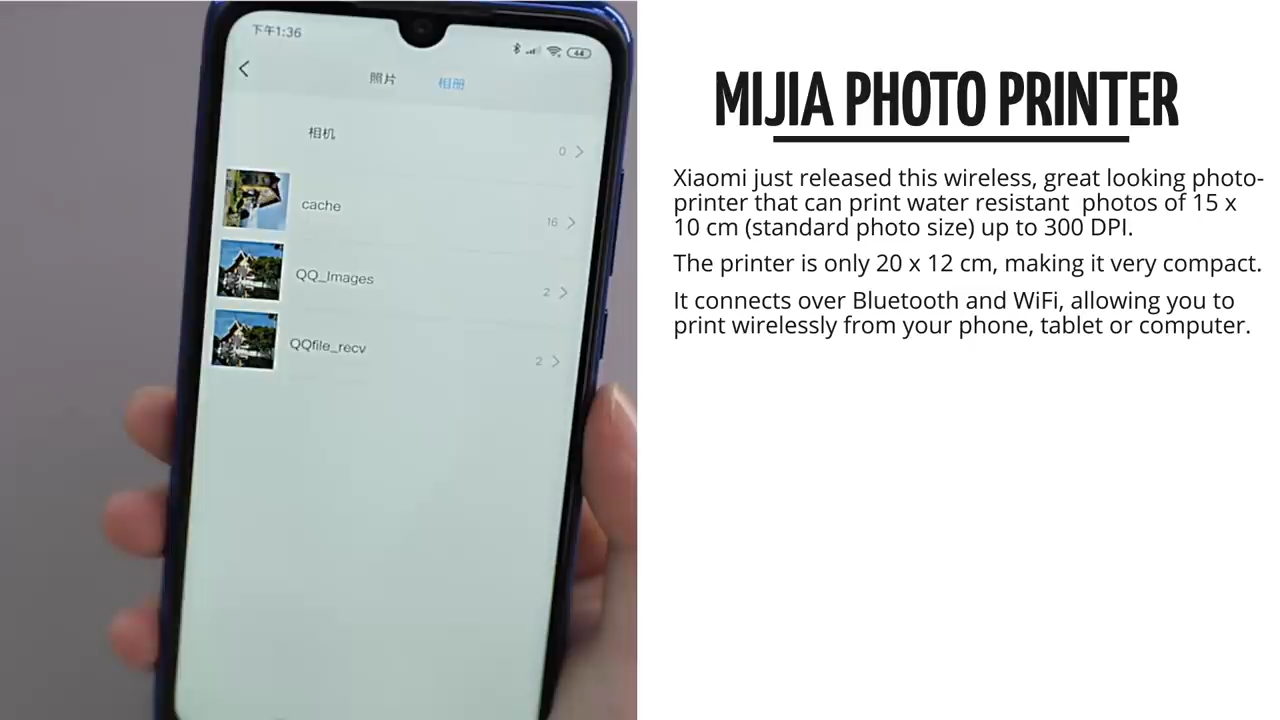 下午1:36
44
照片 相册
相机
0
cache
16
QQ_Images
2
QQfile_recv
2
MIJIA PHOTO PRINTER
Xiaomi just released this wireless, great looking photo-
printer that can print water resistant photos of 15 x
10 cm (standard photo size) up to 300 DPI.
The printer is only 20 x 12 cm, making it very compact.
It connects over Bluetooth and WiFi, allowing you to
print wirelessly from your phone, tablet or computer.